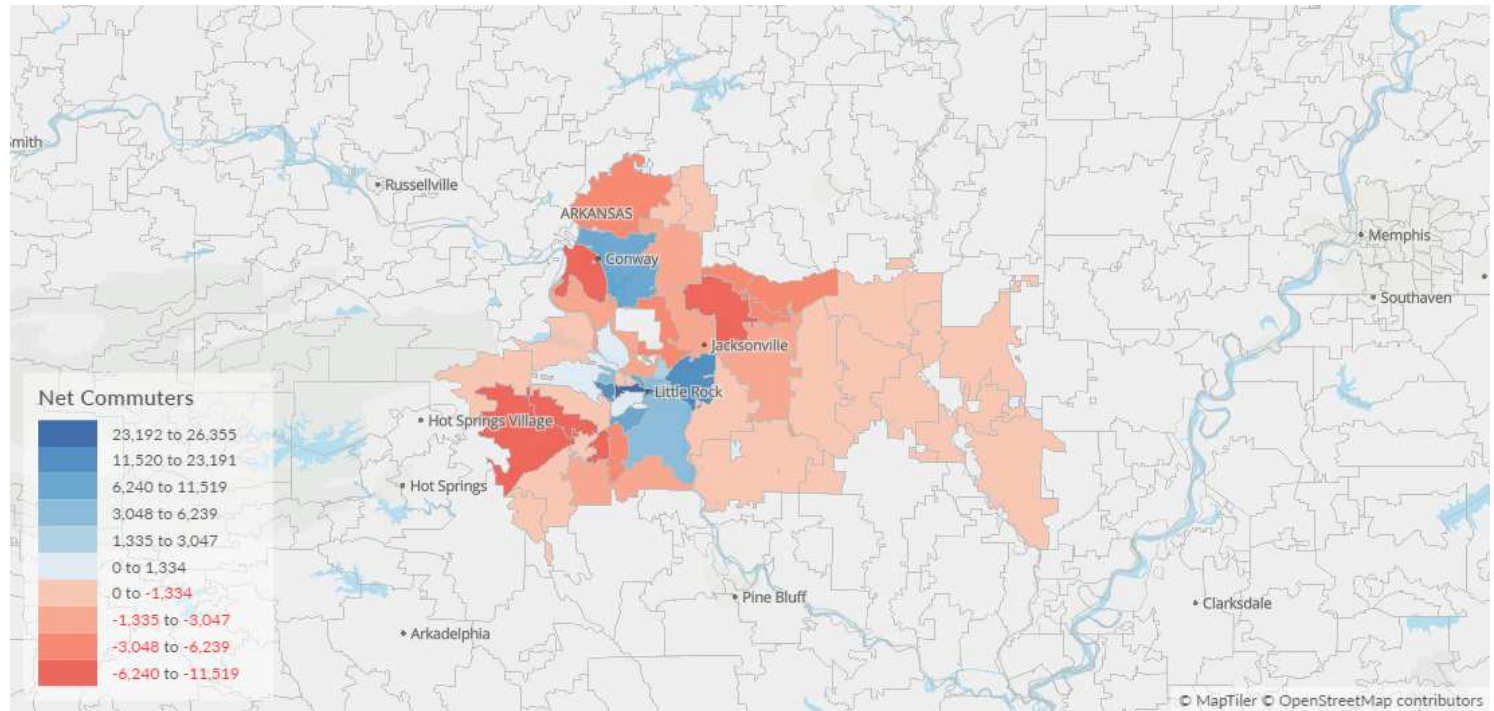 mith
Russellville
ARKANSAS
Conway
Memphis
Southaven
Jacksonville
Little Rock
Hot Springs Village
Hot Springs
Pine Bluff
Clarksdale
Arkadelphia
Net Commuters
23,192 to 26,355
11,520 to 23,191
6,240 to 11,519
3,048 to 6,239
1,335 to 3,047
0 to 1,334
0 to -1,334
-1,335 to -3,047
-3,048 to -6,239
-6,240 to -11,519
© MapTiler © OpenStreetMap contributors